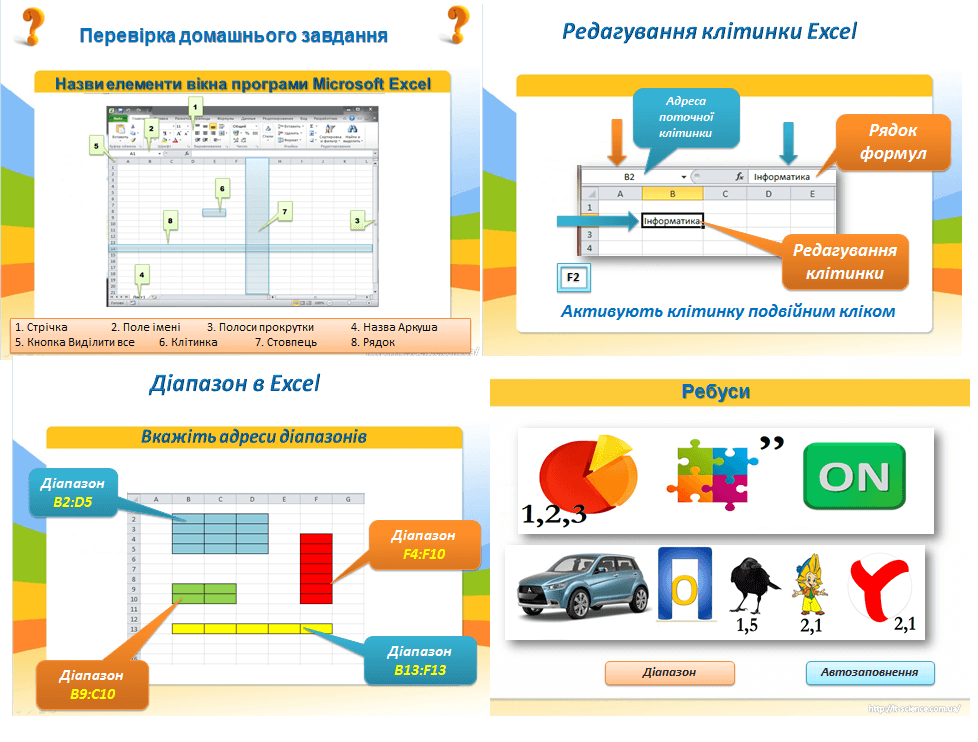 Перевірка домашнього завдання
Назви елементи вікна програми Microsoft Excel
1
2
5
6
7
8
3
4
1. Стрічка 2. Поле імені 3. Полоси прокрутки 4. Назва Аркуша
5. Кнопка Виділити все 6. Клітинка 7. Стовпець 8. Рядок
Редагування клітинки Excel
Адреса
поточної
клітинки
Рядок
формул
B2 fx Інформатика
A B C D E
1
Інформатика
3
4
Редагування
клітинки
F2
Активують клітинку подвійним кліком
Діапазон в Excel
Вкажіть адреси діапазонів
Діапазон
B2:D5
A B C D E F G
2
3
4
5
6
7
8
9
10
11
12
13
Діапазон
F4:F10
Діапазон
B13:F13
Діапазон
B9:C10
Ребуси
1,2,3
”
ON
О
1,5
2,1
2,1
Діапазон
Автозаповнення
http://it-science.com.ua/